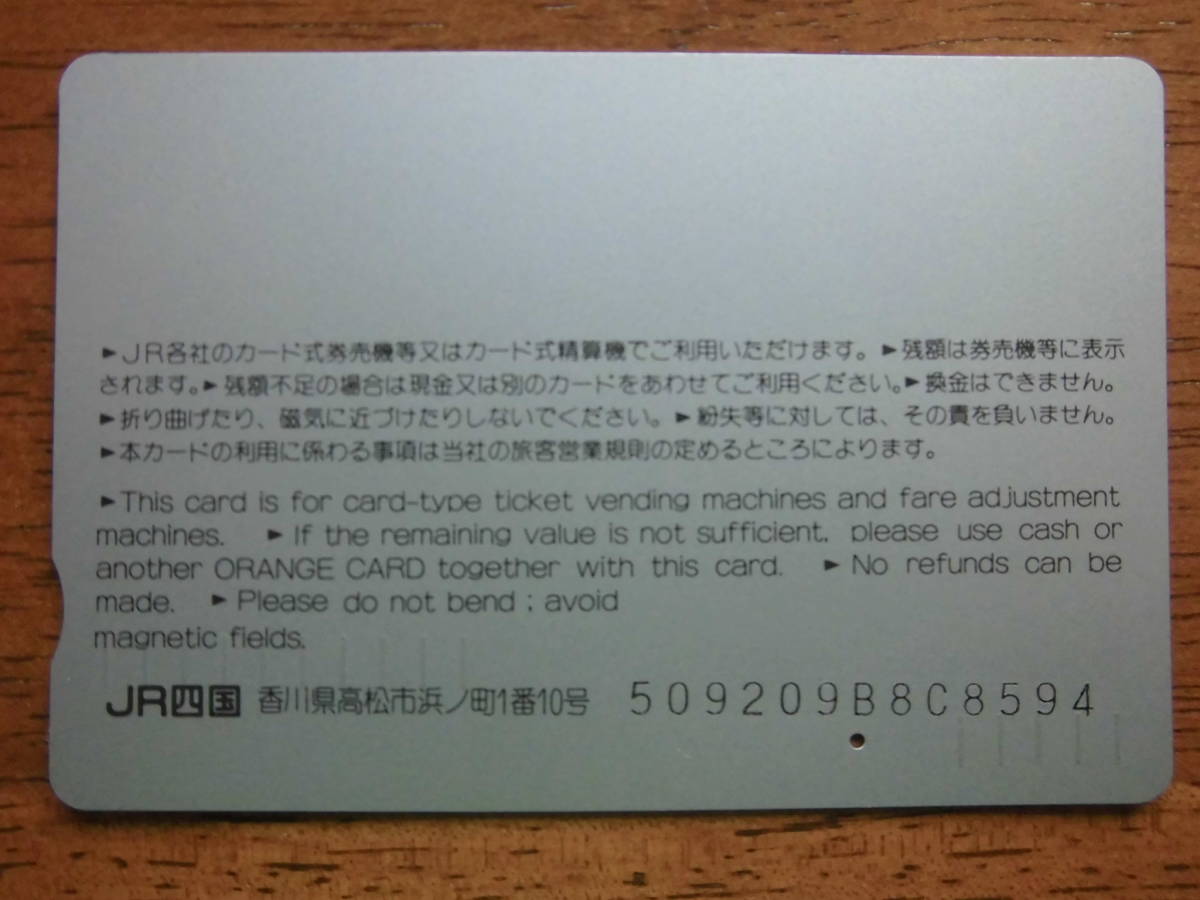 ►JR各社のカード式券売機等又はカード式精算機でご利用いただけます。►残額は券売機等に表示
されます。►残額不足の場合は現金又は別のカードをあわせてご利用ください。►換金はできません。
►折り曲げたり、磁気に近づけたりしないでください。►紛失等に対しては、その責を負いません。
►本カードの利用に係わる事項は当社の旅客営業規則の定めるところによります。
►This card is for card-type ticket vending machines and fare adjustment
machines. ►If the remaining value is not sufficient, please use cash or
another ORANGE CARD together with this card. ►No refunds can be
made. ►Please do not bend ; avoid
magnetic fields.
JR四国 香川県高松市浜ノ町1番10号 509209B8C8594